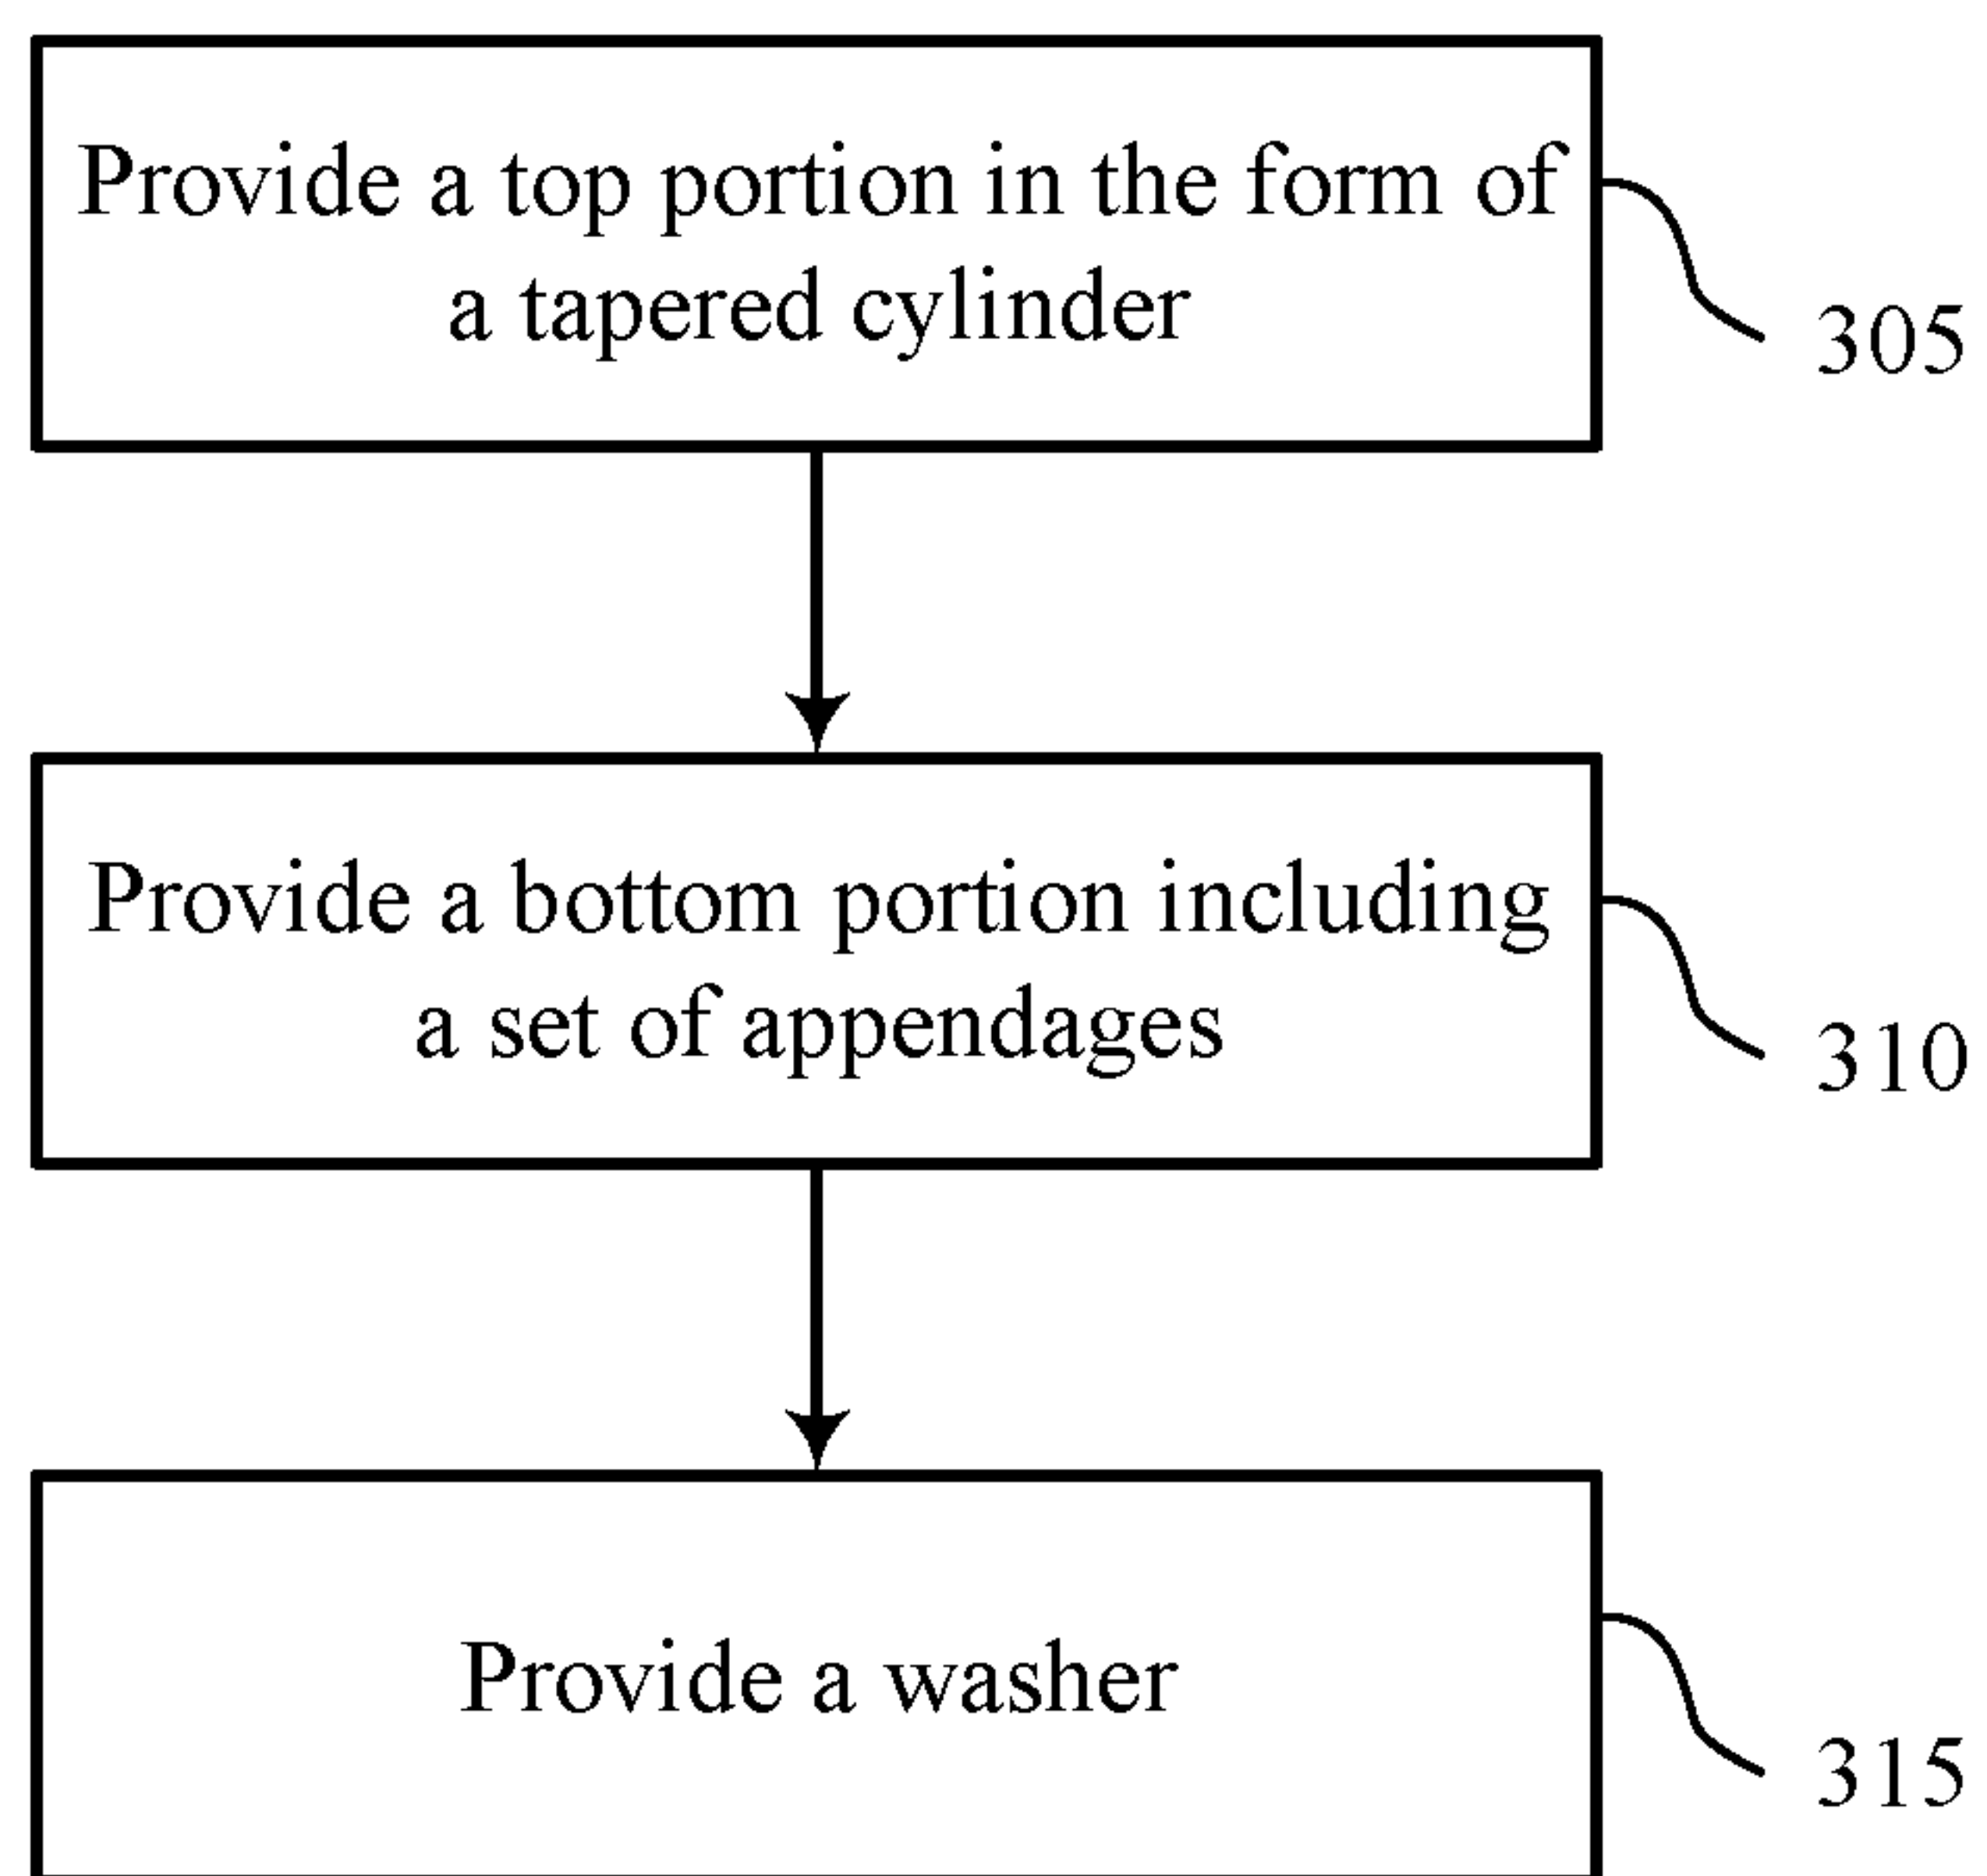 Provide a top portion in the form of
a tapered cylinder
305
Provide a bottom portion including
a set of appendages
310
Provide a washer
315